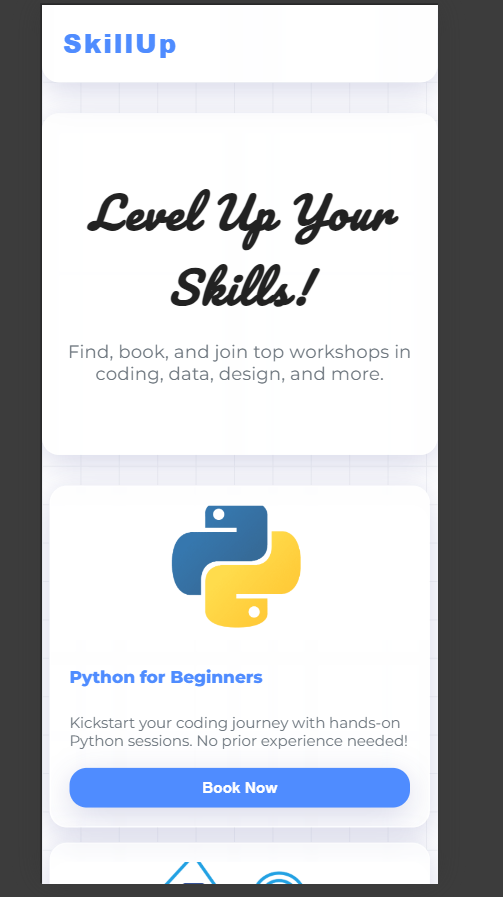 SkillUp
Level Up Your
Skills!
Find, book, and join top workshops in
coding, data, design, and more.
Python for Beginners
Kickstart your coding journey with hands-on
Python sessions. No prior experience needed!
Book Now